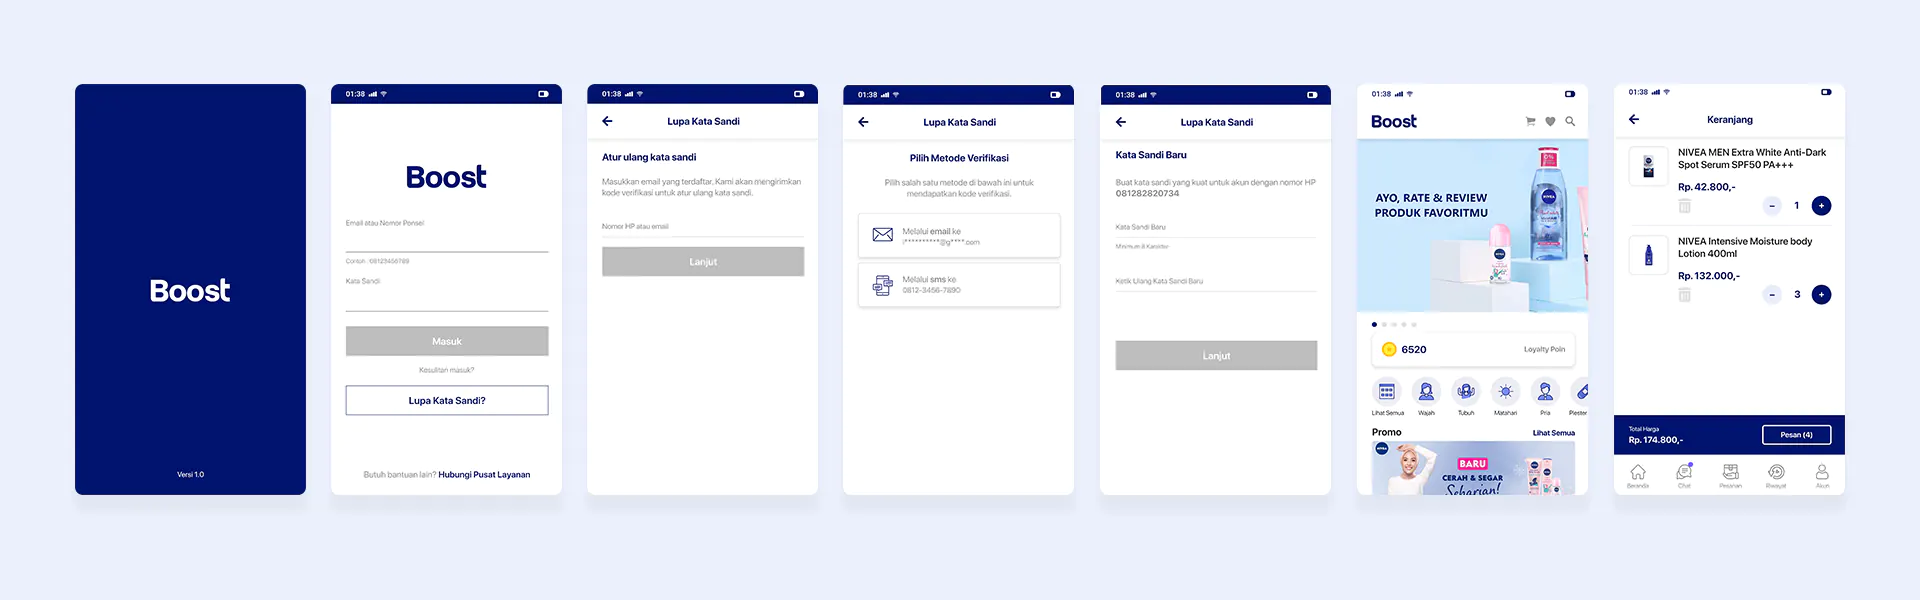 Boost
Versi 1.0
01:38
Boost
Email atau Nomor Ponsel
Contoh : 08123456789
Kata Sandi
Masuk
Kesulitan masuk?
Lupa Kata Sandi?
Butuh bantuan lain? Hubungi Pusat Layanan
01:38
Lupa Kata Sandi
Atur ulang kata sandi
Masukkan email yang terdaftar, Kami akan mengirimkan
kode verifikasi untuk atur ulang kata sandi.
Nomor HP atau email
Lanjut
01:38
Lupa Kata Sandi
Pilih Metode Verifikasi
Pilih salah satu metode di bawah ini untuk
mendapatkan kode verifikasi.
Melalui email ke
i**********@g****.com
Melalui sms ke
0812-3456-7890
01:38
Lupa Kata Sandi
Kata Sandi Baru
Buat kata sandi yang kuat untuk akun dengan nomor HP
081282820734
Kata Sandi Baru
Minimum 8 Karakter
Ketik Ulang Kata Sandi Baru
Lanjut
01:38
Boost
AYO, RATE & REVIEW
PRODUK FAVORITMU
0%
NIVEA
NIVEA
6520
Loyalty Poin
Lihat Semua
Wajah
Tubuh
Matahari
Pria
Plester
Promo
Lihat Semua
NIVEA
BARU
CERAH & SEGAR
Seharian!
01:38
Keranjang
NIVEA MEN Extra White Anti-Dark
Spot Serum SPF50 PA+++
Rp. 42.800,-
1
NIVEA Intensive Moisture body
Lotion 400ml
Rp. 132.000,-
3
Total Harga
Rp. 174.800,-
Pesan (4)
Beranda
Chat
Pesanan
Riwayat
Akun